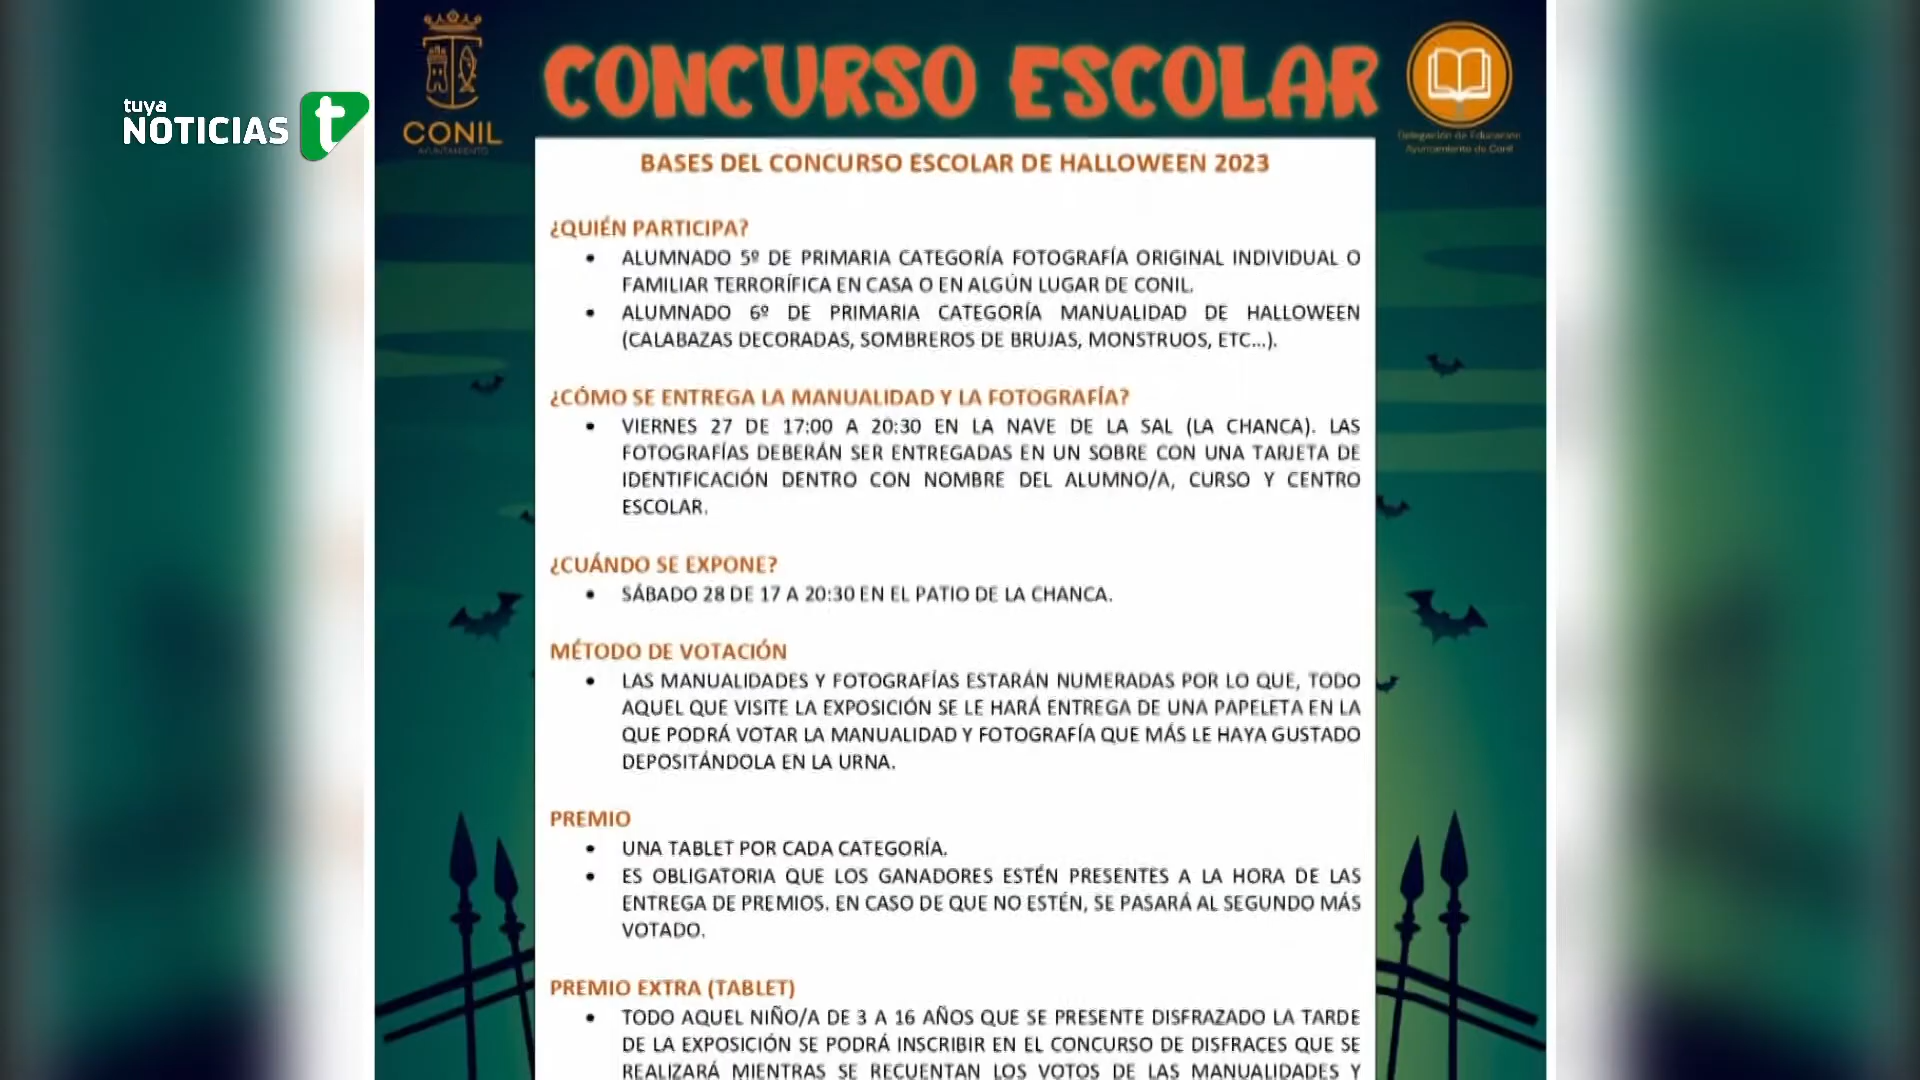 tuya
NOTICIAS
t
CONIL
AYUNTAMIENTO
CONCURSO ESCOLAR
Delegación de Educación
Ayuntamiento de Conil
BASES DEL CONCURSO ESCOLAR DE HALLOWEEN 2023
¿QUIÉN PARTICIPA?
• ALUMNADO 5º DE PRIMARIA CATEGORÍA FOTOGRAFÍA ORIGINAL INDIVIDUAL O
FAMILIAR TERRORÍFICA EN CASA O EN ALGÚN LUGAR DE CONIL.
• ALUMNADO 6º DE PRIMARIA CATEGORÍA MANUALIDAD DE HALLOWEEN
(CALABAZAS DECORADAS, SOMBREROS DE BRUJAS, MONSTRUOS, ETC...).
¿CÓMO SE ENTREGA LA MANUALIDAD Y LA FOTOGRAFÍA?
• VIERNES 27 DE 17:00 A 20:30 EN LA NAVE DE LA SAL (LA CHANCA). LAS
FOTOGRAFÍAS DEBERÁN SER ENTREGADAS EN UN SOBRE CON UNA TARJETA DE
IDENTIFICACIÓN DENTRO CON NOMBRE DEL ALUMNO/A, CURSO Y CENTRO
ESCOLAR.
¿CUÁNDO SE EXPONE?
• SÁBADO 28 DE 17 A 20:30 EN EL PATIO DE LA CHANCA.
MÉTODO DE VOTACIÓN
• LAS MANUALIDADES Y FOTOGRAFÍAS ESTARÁN NUMERADAS POR LO QUE, TODO
AQUEL QUE VISITE LA EXPOSICIÓN SE LE HARÁ ENTREGA DE UNA PAPELETA EN LA
QUE PODRÁ VOTAR LA MANUALIDAD Y FOTOGRAFÍA QUE MÁS LE HAYA GUSTADO
DEPOSITÁNDOLA EN LA URNA.
PREMIO
• UNA TABLET POR CADA CATEGORÍA.
• ES OBLIGATORIA QUE LOS GANADORES ESTÉN PRESENTES A LA HORA DE LAS
ENTREGA DE PREMIOS. EN CASO DE QUE NO ESTÉN, SE PASARÁ AL SEGUNDO MÁS
VOTADO.
PREMIO EXTRA (TABLET)
• TODO AQUEL NIÑO/A DE 3 A 16 AÑOS QUE SE PRESENTE DISFRAZADO LA TARDE
DE LA EXPOSICIÓN SE PODRÁ INSCRIBIR EN EL CONCURSO DE DISFRACES QUE SE
REALIZARÁ MIENTRAS SE RECUENTAN LOS VOTOS DE LAS MANUALIDADES Y